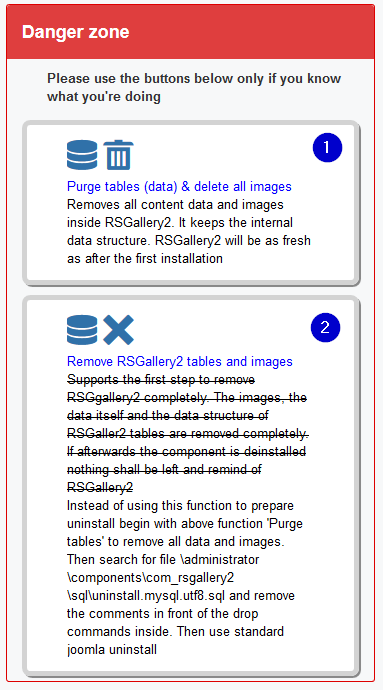 Danger zone
Please use the buttons below only if you know
what you're doing
1
Purge tables (data) & delete all images
Removes all content data and images
inside RSGallery2. It keeps the internal
data structure. RSGallery2 will be as fresh
as after the first installation
2
Remove RSGallery2 tables and images
Supports the first step to remove
RSGgallery2 completely. The images, the
data itself and the data structure of
RSGaller2 tables are removed completely.
If afterwards the component is deinstalled
nothing shall be left and remind of
RSGallery2
Instead of using this function to prepare
uninstall begin with above function 'Purge
tables' to remove all data and images.
Then search for file \administrator
\components\com_rsgallery2
\sql\uninstall.mysql.utf8.sql and remove
the comments in front of the drop
commands inside. Then use standard
joomla uninstall